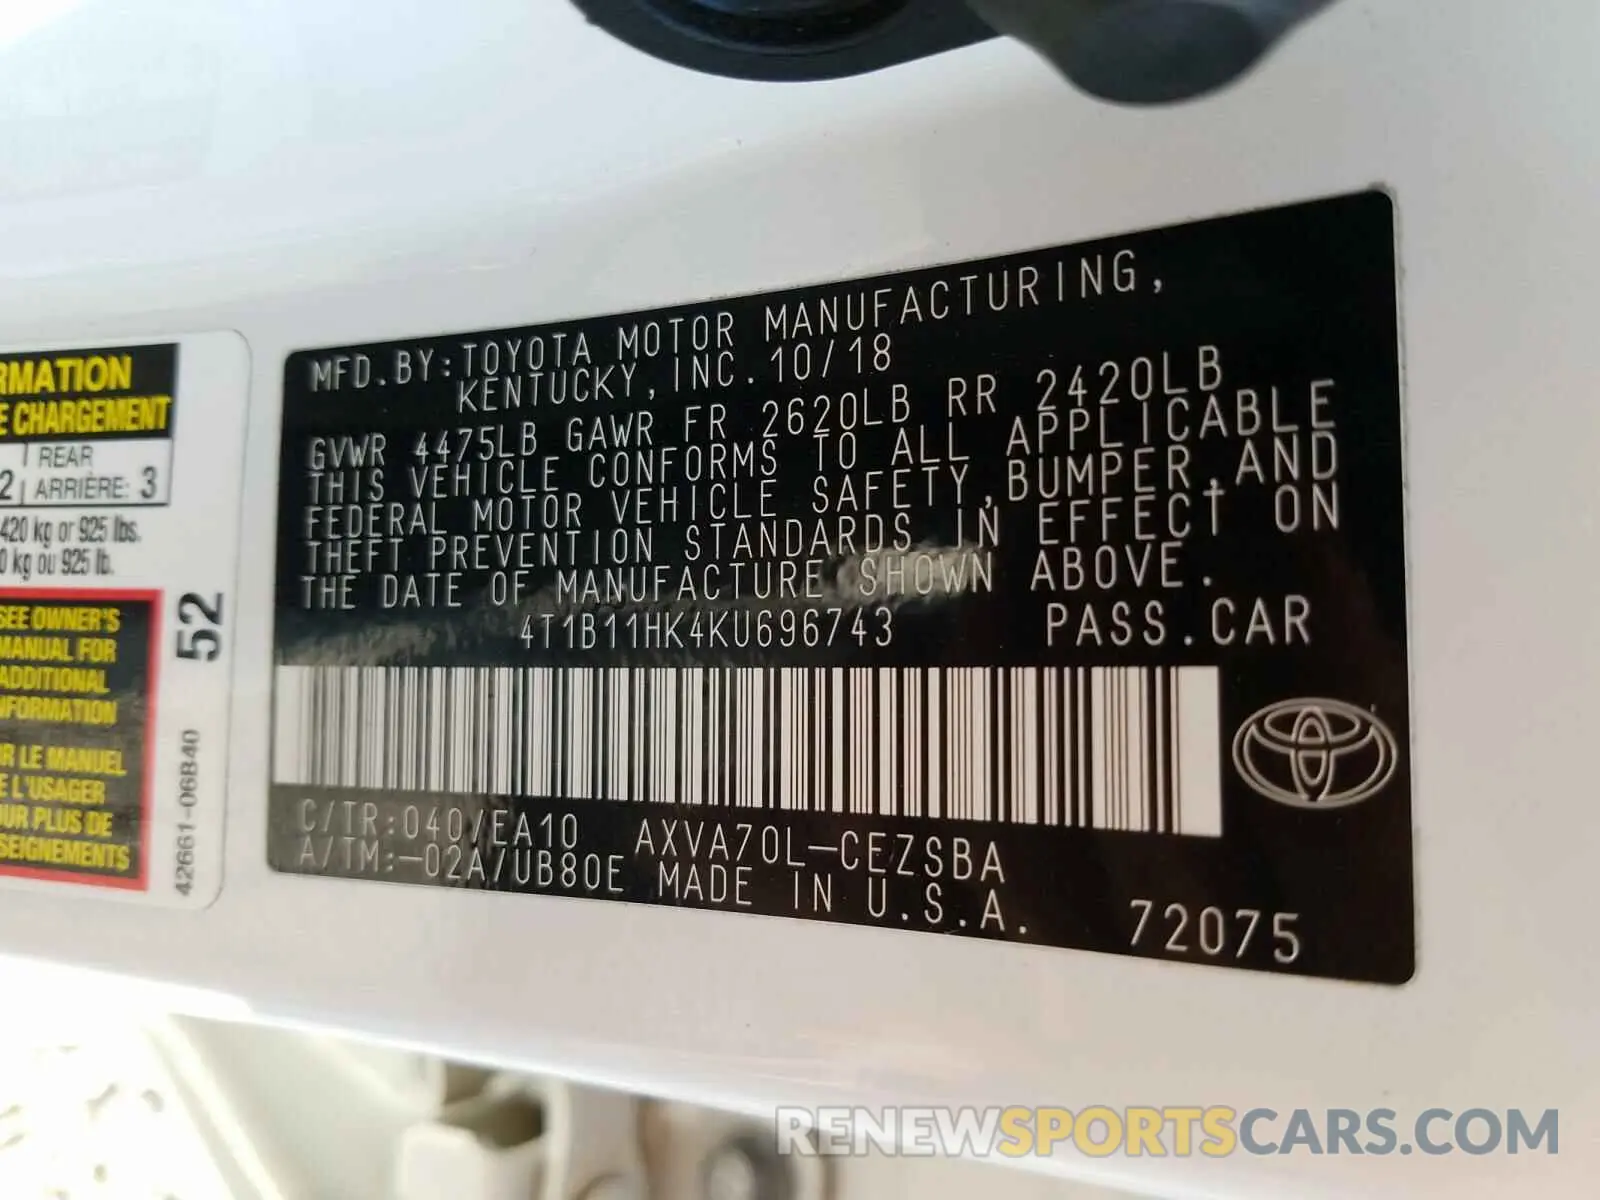 RMATION
E CHARGEMENT
2 REAR
ARRIÈRE: 3
420 kg or 925 lbs.
0 kg ou 925 lb.
SEE OWNER'S
MANUAL FOR
ADDITIONAL
NFORMATION
R LE MANUEL
E L'USAGER
UR PLUS DE
SEIGNEMENTS
52
42661-06B40
MFD.BY:TOYOTA MOTOR MANUFACTURING,
KENTUCKY,INC. 10/18
GVWR 4475LB GAWR FR 2620LB RR 2420LB
THIS VEHICLE CONFORMS TO ALL APPLICABLE
FEDERAL MOTOR VEHICLE SAFETY,BUMPER,AND
THEFT PREVENTION STANDARDS IN EFFECT ON
THE DATE OF MANUFACTURE SHOWN ABOVE.
4T1B11HK4KU696743 PASS.CAR
C/TR:040/EA10 AXVA70L-CEZSBA
A/TM:-02A/UB80E MADE IN U.S.A.
72075
RENEWSPORTSCARS.COM